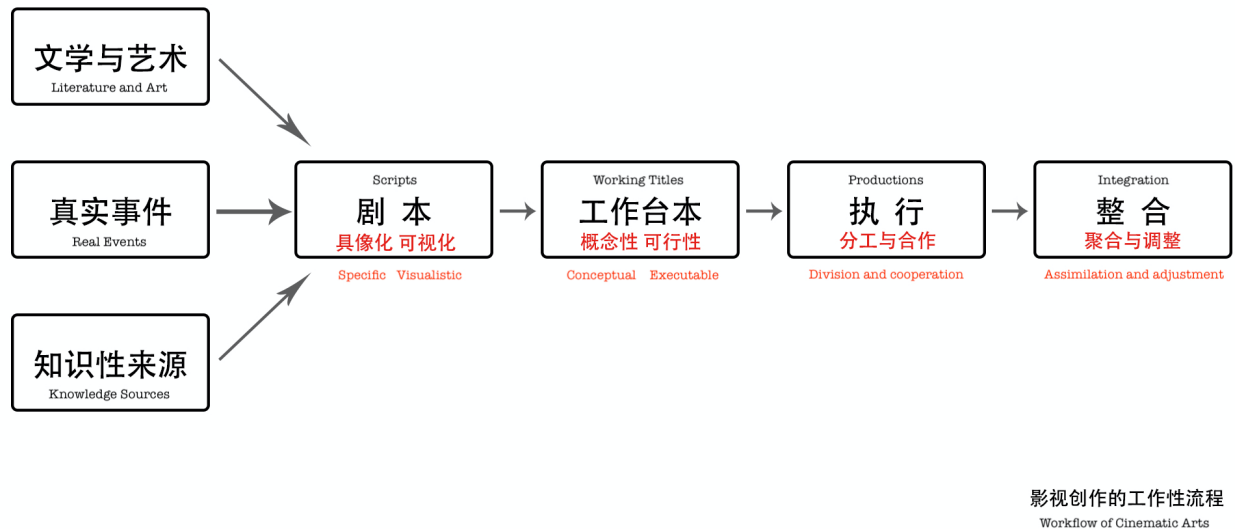 文学与艺术
Literature and Art
真实事件
Real Events
知识性来源
Knowledge Sources
Scripts
剧 本
具像化 可视化
Specific Visualistic
Working Titles
工作台本
概念性 可行性
Conceptual Executable
Productions
执 行
分工与合作
Division and cooperation
Integration
整 合
聚合与调整
Assimilation and adjustment
影视创作的工作性流程
Workflow of Cinematic Arts